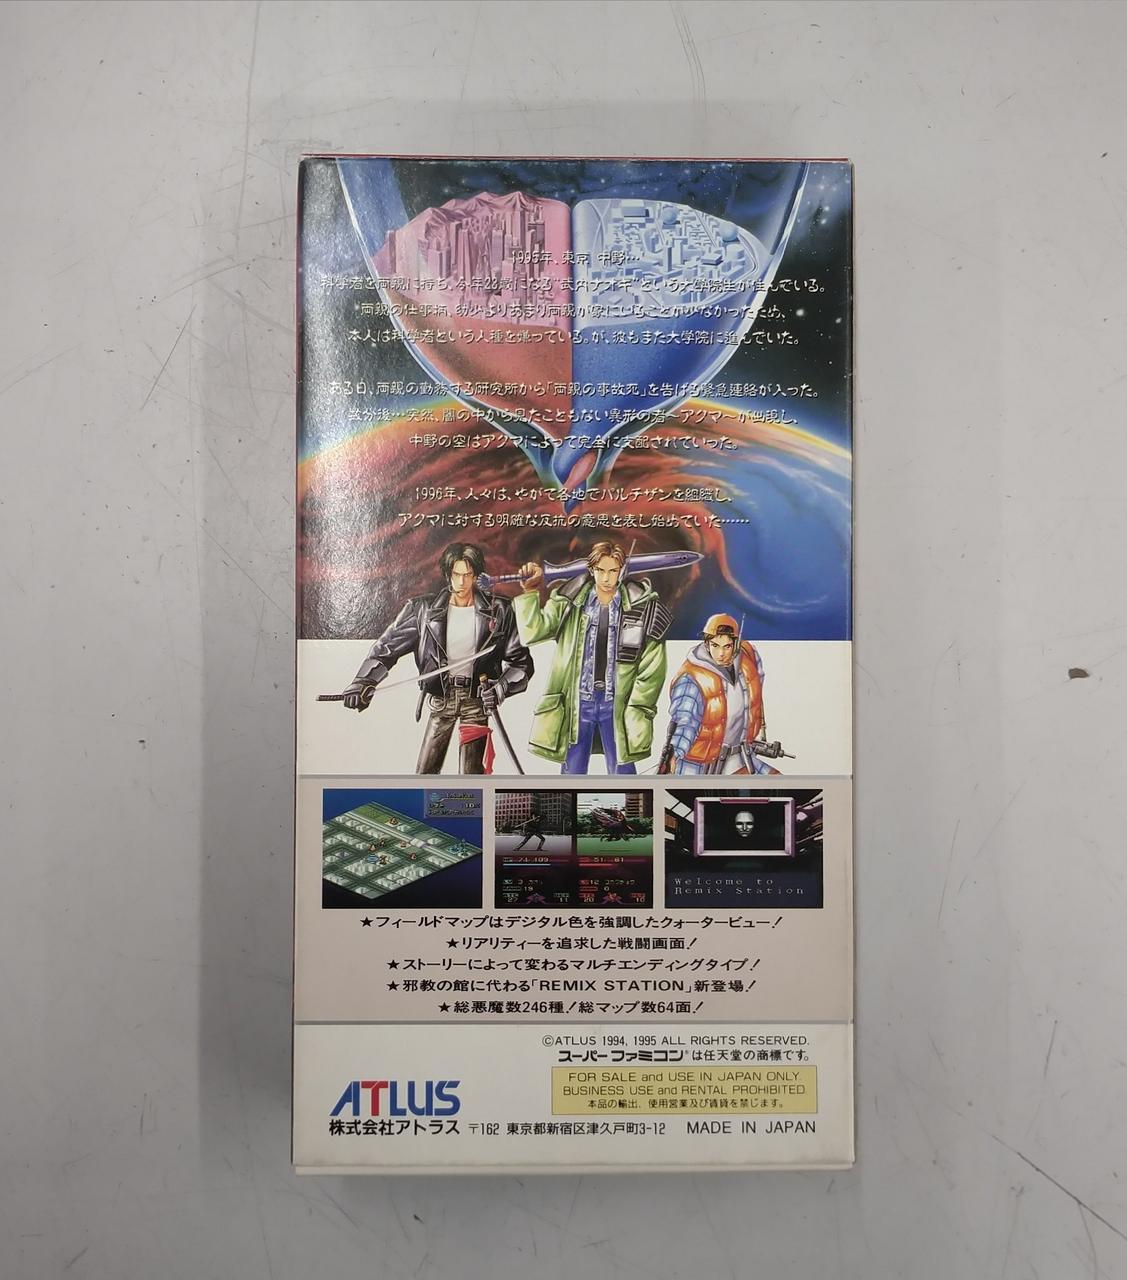 1995年、東京 中野…
科学者を両親に持ち、今年23歳になる"武内ナオキ"という大学院生が住んでいる。
両親の仕事柄、幼少よりあまり両親が家にいることが少なかったため、
本人は科学者という人種を嫌っている。が、彼もまた大学院に進んでいた。
ある日、両親の勤務する研究所から「両親の事故死」を告げる緊急連絡が入った。
数分後…突然、闇の中から見たこともない異形の者〜アクマ〜が出現し、
中野の空はアクマによって完全に支配されていった。
1996年、人々は、やがて各地でパルチザンを組織し、
アクマに対する明確な反抗の意思を表し始めていた……
Welcome to
Remix Station
★フィールドマップはデジタル色を強調したクォータービュー!
★リアリティーを追求した戦闘画面!
★ストーリーによって変わるマルチエンディングタイプ!
★邪教の館に代わる「REMIX STATION」新登場!
★総悪魔数246種!総マップ数64面!
©ATLUS 1994, 1995 ALL RIGHTS RESERVED.
スーパーファミコン®は任天堂の商標です。
FOR SALE and USE IN JAPAN ONLY.
BUSINESS USE and RENTAL PROHIBITED.
本品の輸出、使用営業及び賃貸を禁じます。
ATLUS
株式会社アトラス 〒162 東京都新宿区津久戸町3-12 MADE IN JAPAN